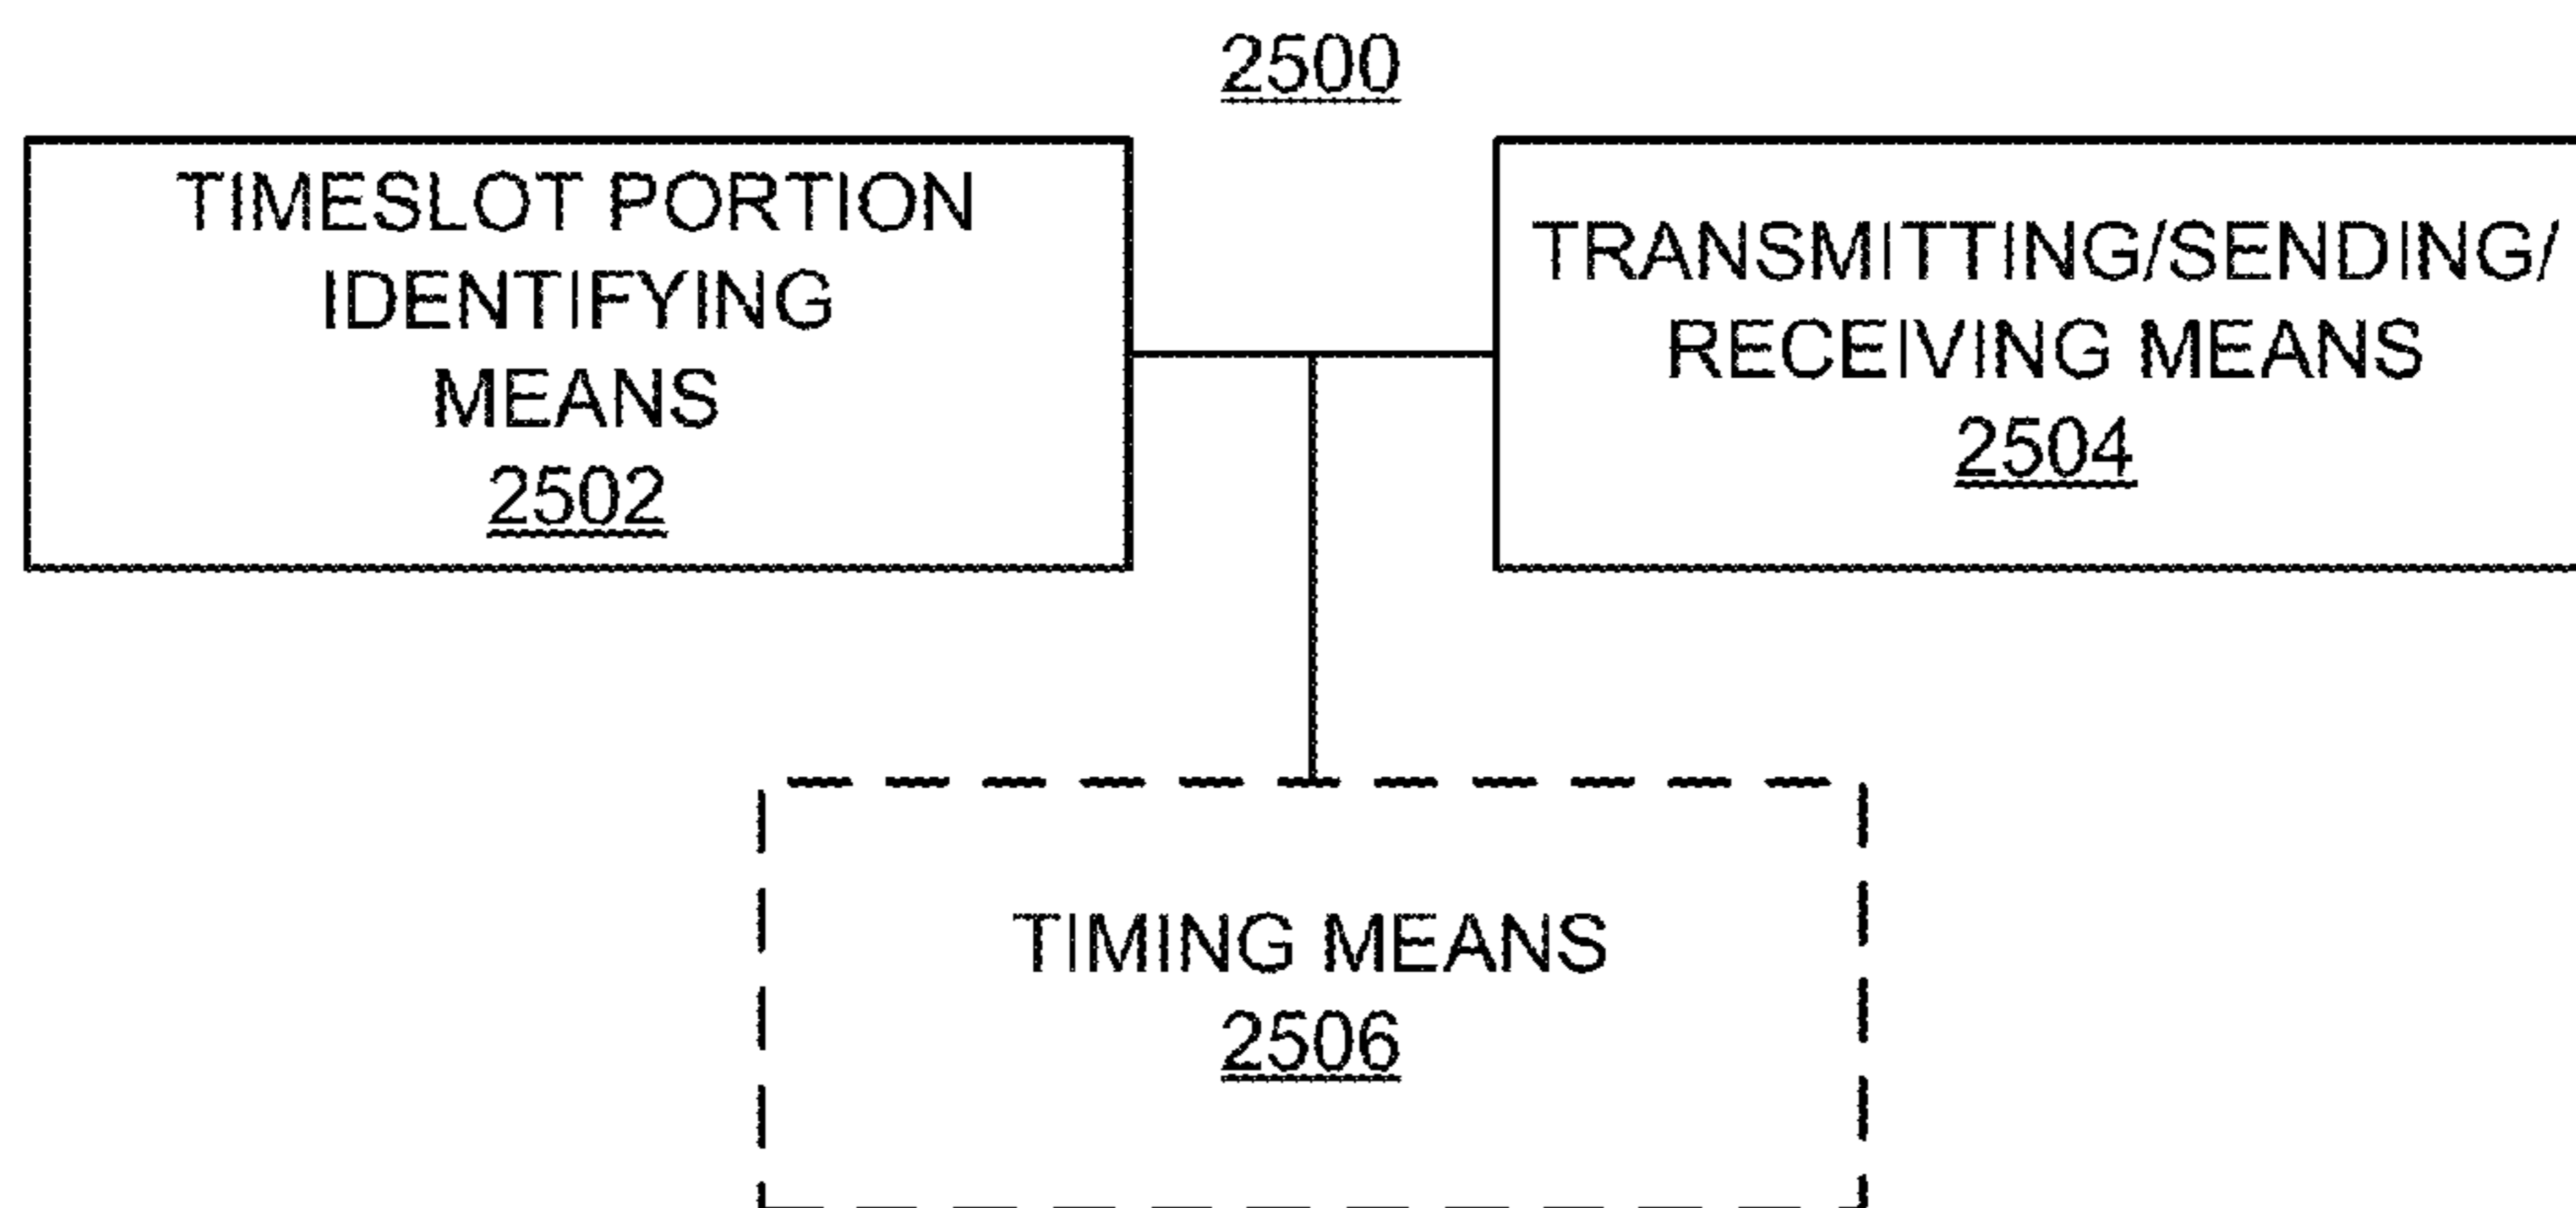 2500
TIMESLOT PORTION
IDENTIFYING
MEANS
2502
TRANSMITTING/SENDING/
RECEIVING MEANS
2504
TIMING MEANS
2506